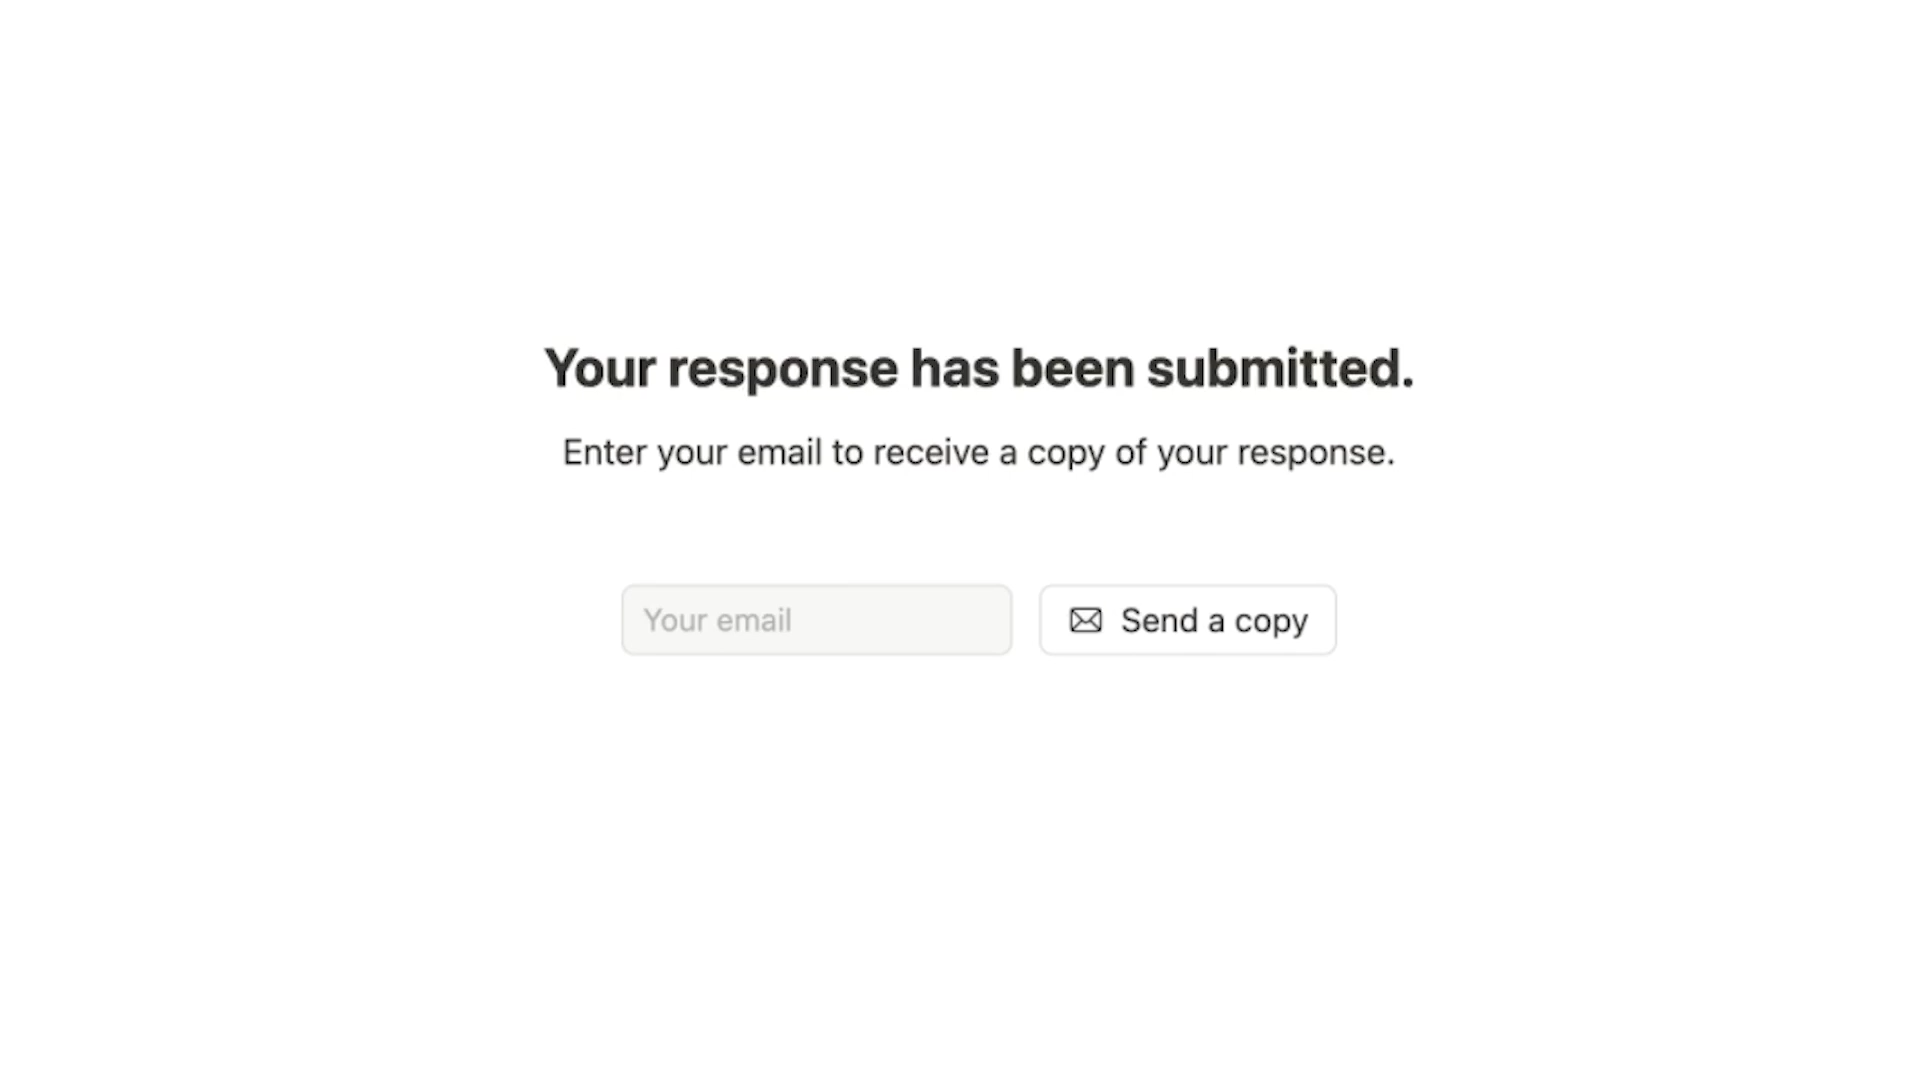 Your response has been submitted.
Enter your email to receive a copy of your response.
Your email
Send a copy